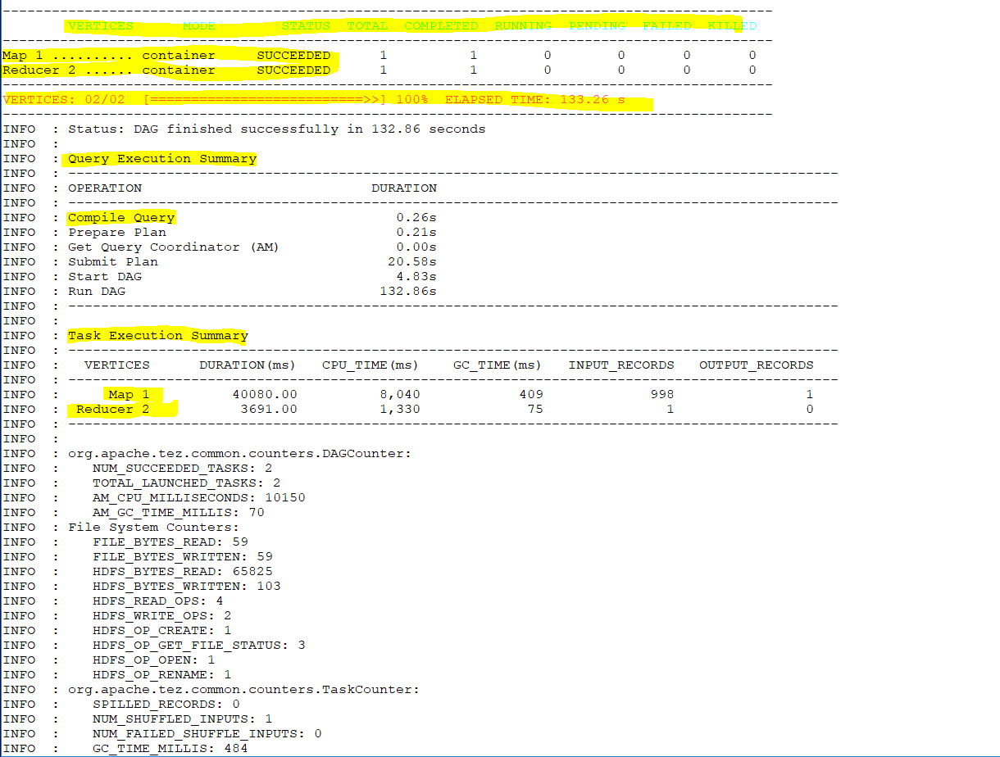 ----------------------------------------------------------------------------------------------
        VERTICES      MODE        STATUS  TOTAL  COMPLETED  RUNNING  PENDING  FAILED  KILLED
----------------------------------------------------------------------------------------------
Map 1 .......... container     SUCCEEDED      1          1        0        0       0       0
Reducer 2 ...... container     SUCCEEDED      1          1        0        0       0       0
----------------------------------------------------------------------------------------------
VERTICES: 02/02  [==========================>>] 100%  ELAPSED TIME: 133.26 s
----------------------------------------------------------------------------------------------
INFO  : Status: DAG finished successfully in 132.86 seconds
INFO  :
INFO  : Query Execution Summary
INFO  : ----------------------------------------------------------------------------------------------
INFO  : OPERATION                            DURATION
INFO  : ----------------------------------------------------------------------------------------------
INFO  : Compile Query                           0.26s
INFO  : Prepare Plan                            0.21s
INFO  : Get Query Coordinator (AM)              0.00s
INFO  : Submit Plan                            20.58s
INFO  : Start DAG                               4.83s
INFO  : Run DAG                               132.86s
INFO  : ----------------------------------------------------------------------------------------------
INFO  :
INFO  : Task Execution Summary
INFO  : ----------------------------------------------------------------------------------------------
INFO  :   VERTICES      DURATION(ms)   CPU_TIME(ms)    GC_TIME(ms)   INPUT_RECORDS   OUTPUT_RECORDS
INFO  : ----------------------------------------------------------------------------------------------
INFO  :      Map 1          40080.00          8,040            409             998                1
INFO  :  Reducer 2           3691.00          1,330             75               1                0
INFO  : ----------------------------------------------------------------------------------------------
INFO  :
INFO  : org.apache.tez.common.counters.DAGCounter:
INFO  :    NUM_SUCCEEDED_TASKS: 2
INFO  :    TOTAL_LAUNCHED_TASKS: 2
INFO  :    AM_CPU_MILLISECONDS: 10150
INFO  :    AM_GC_TIME_MILLIS: 70
INFO  : File System Counters:
INFO  :    FILE_BYTES_READ: 59
INFO  :    FILE_BYTES_WRITTEN: 59
INFO  :    HDFS_BYTES_READ: 65825
INFO  :    HDFS_BYTES_WRITTEN: 103
INFO  :    HDFS_READ_OPS: 4
INFO  :    HDFS_WRITE_OPS: 2
INFO  :    HDFS_OP_CREATE: 1
INFO  :    HDFS_OP_GET_FILE_STATUS: 3
INFO  :    HDFS_OP_OPEN: 1
INFO  :    HDFS_OP_RENAME: 1
INFO  : org.apache.tez.common.counters.TaskCounter:
INFO  :    SPILLED_RECORDS: 0
INFO  :    NUM_SHUFFLED_INPUTS: 1
INFO  :    NUM_FAILED_SHUFFLE_INPUTS: 0
INFO  :    GC_TIME_MILLIS: 484